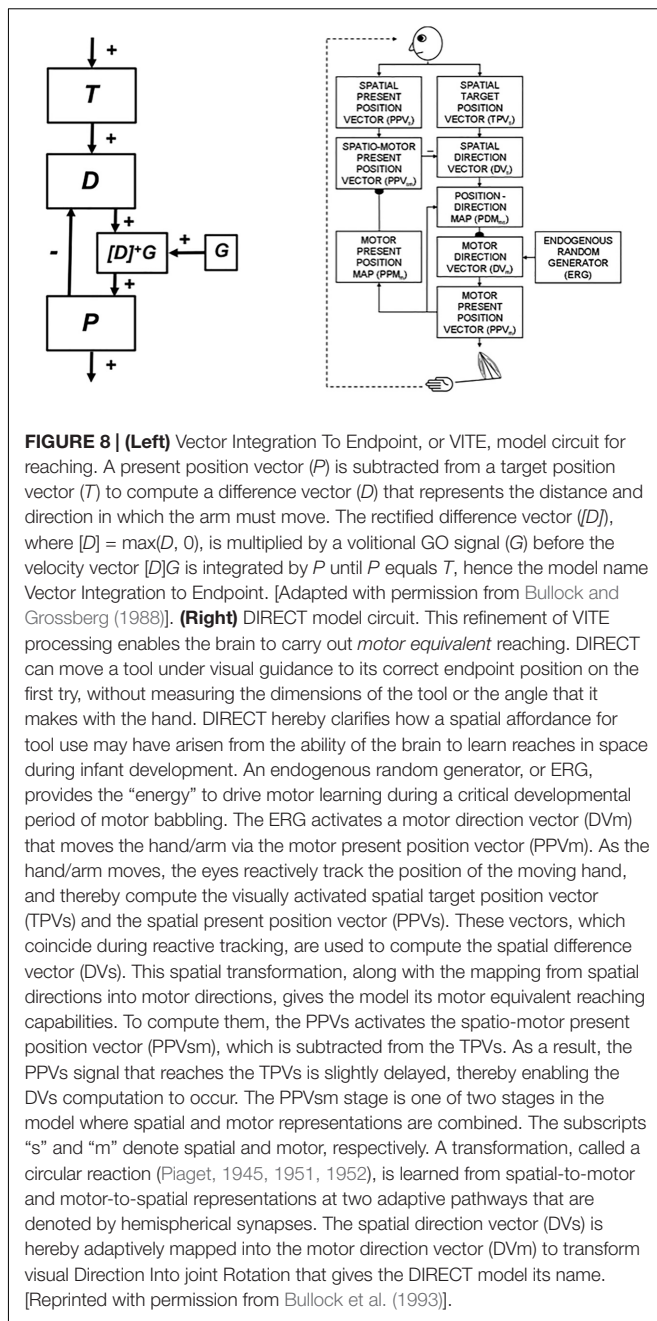 +
T
+
D
+
-
[D]⁺G
+
G
+
P
+
SPATIAL
PRESENT
POSITION
VECTOR (PPVs)
SPATIAL
TARGET
POSITION
VECTOR (TPVs)
SPATIO-MOTOR
PRESENT
POSITION
VECTOR (PPVsm)
–
SPATIAL
DIRECTION
VECTOR (DVs)
POSITION -
DIRECTION
MAP (PDMms)
MOTOR
PRESENT
POSITION
MAP (PPMm)
MOTOR
DIRECTION
VECTOR (DVm)
ENDOGENOUS
RANDOM
GENERATOR
(ERG)
MOTOR
PRESENT
POSITION
VECTOR (PPVm)
FIGURE 8 | (Left) Vector Integration To Endpoint, or VITE, model circuit for
reaching. A present position vector (P) is subtracted from a target position
vector (T) to compute a difference vector (D) that represents the distance and
direction in which the arm must move. The rectified difference vector ([D]),
where [D] = max(D, 0), is multiplied by a volitional GO signal (G) before the
velocity vector [D]G is integrated by P until P equals T, hence the model name
Vector Integration to Endpoint. [Adapted with permission from Bullock and
Grossberg (1988)]. (Right) DIRECT model circuit. This refinement of VITE
processing enables the brain to carry out motor equivalent reaching. DIRECT
can move a tool under visual guidance to its correct endpoint position on the
first try, without measuring the dimensions of the tool or the angle that it
makes with the hand. DIRECT hereby clarifies how a spatial affordance for
tool use may have arisen from the ability of the brain to learn reaches in space
during infant development. An endogenous random generator, or ERG,
provides the “energy” to drive motor learning during a critical developmental
period of motor babbling. The ERG activates a motor direction vector (DVm)
that moves the hand/arm via the motor present position vector (PPVm). As the
hand/arm moves, the eyes reactively track the position of the moving hand,
and thereby compute the visually activated spatial target position vector
(TPVs) and the spatial present position vector (PPVs). These vectors, which
coincide during reactive tracking, are used to compute the spatial difference
vector (DVs). This spatial transformation, along with the mapping from spatial
directions into motor directions, gives the model its motor equivalent reaching
capabilities. To compute them, the PPVs activates the spatio-motor present
position vector (PPVsm), which is subtracted from the TPVs. As a result, the
PPVs signal that reaches the TPVs is slightly delayed, thereby enabling the
DVs computation to occur. The PPVsm stage is one of two stages in the
model where spatial and motor representations are combined. The subscripts
“s” and “m” denote spatial and motor, respectively. A transformation, called a
circular reaction (Piaget, 1945, 1951, 1952), is learned from spatial-to-motor
and motor-to-spatial representations at two adaptive pathways that are
denoted by hemispherical synapses. The spatial direction vector (DVs) is
hereby adaptively mapped into the motor direction vector (DVm) to transform
visual Direction Into joint Rotation that gives the DIRECT model its name.
[Reprinted with permission from Bullock et al. (1993)].